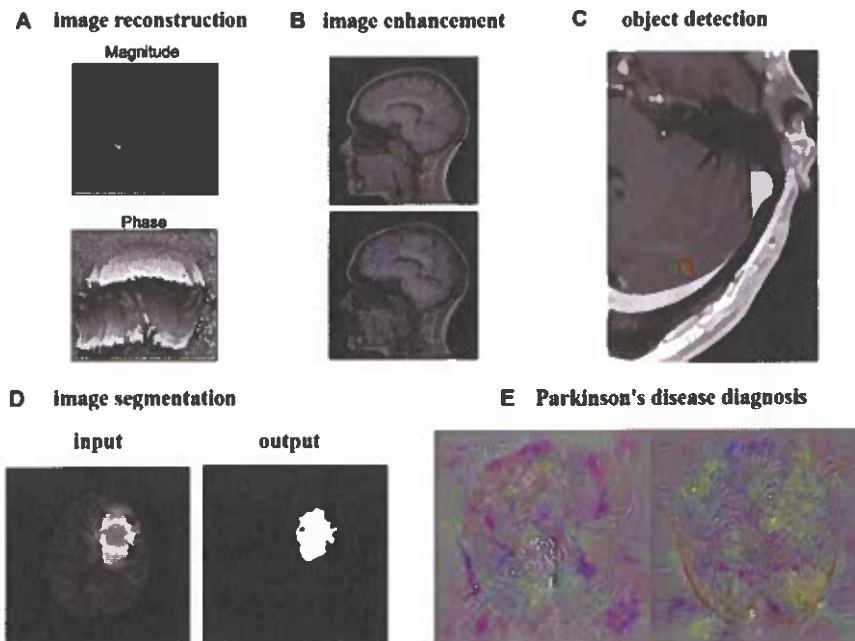 A image reconstruction
Magnitude
Phase
B image enhancement
C object detection
D image segmentation
input output
E Parkinson's disease diagnosis